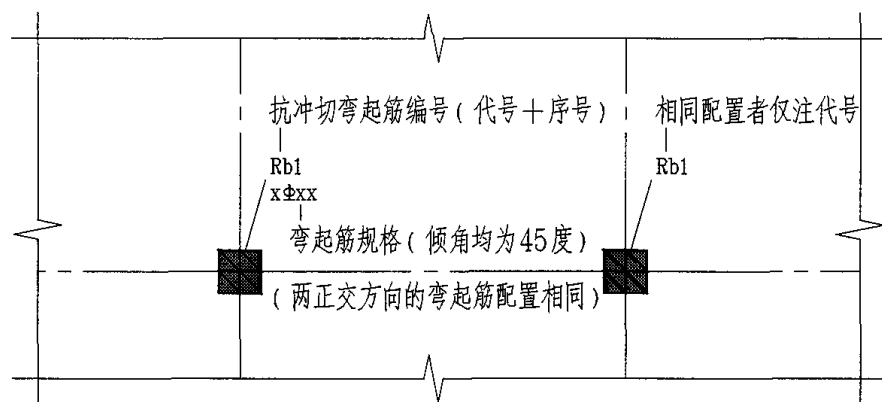 抗冲切弯起筋编号(代号+序号)
相同配置者仅注代号
Rb1
Rb1
xΦxx
弯起筋规格(倾角均为45度)
(两正交方向的弯起筋配置相同)